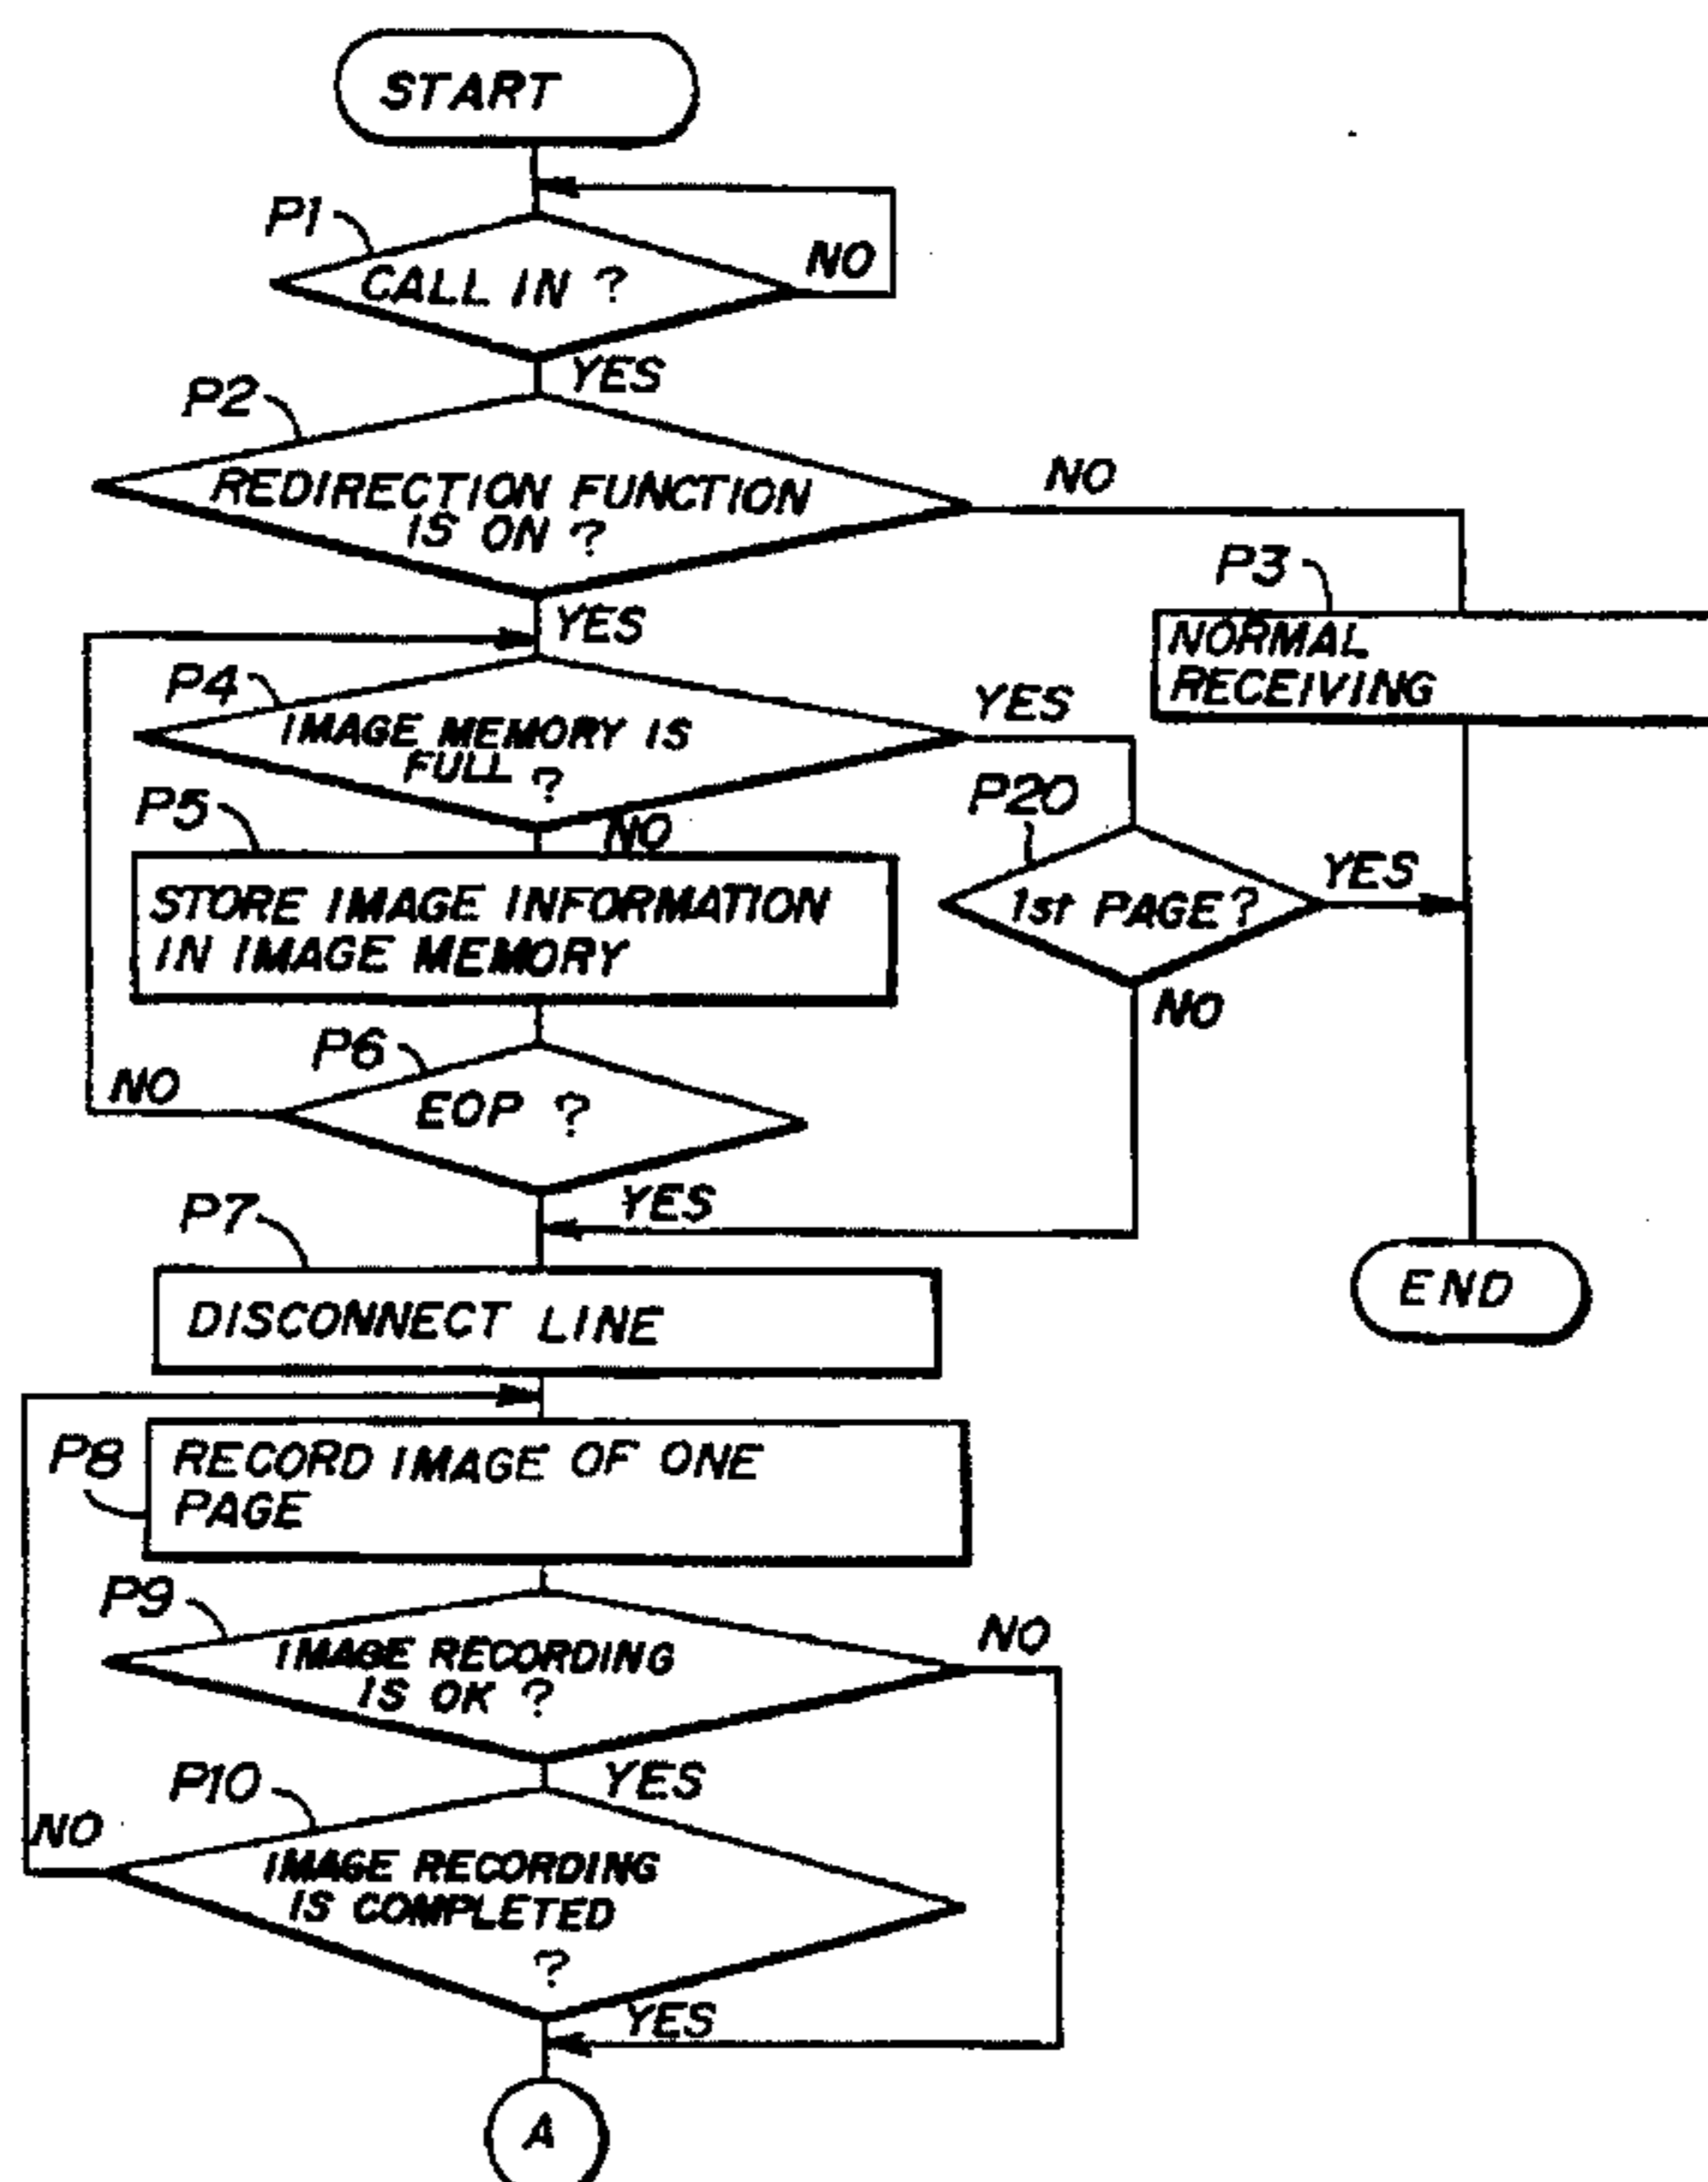 START
P1
CALL IN ?
NO
YES
P2
REDIRECTION FUNCTION
IS ON ?
NO
YES
P3
NORMAL
RECEIVING
P4
IMAGE MEMORY IS
FULL ?
YES
NO
P20
1st PAGE?
YES
NO
P5
STORE IMAGE INFORMATION
IN IMAGE MEMORY
P6
EOP ?
NO
YES
P7
DISCONNECT LINE
END
P8
RECORD IMAGE OF ONE
PAGE
P9
IMAGE RECORDING
IS OK ?
NO
YES
P10
IMAGE RECORDING
IS COMPLETED
?
NO
YES
A